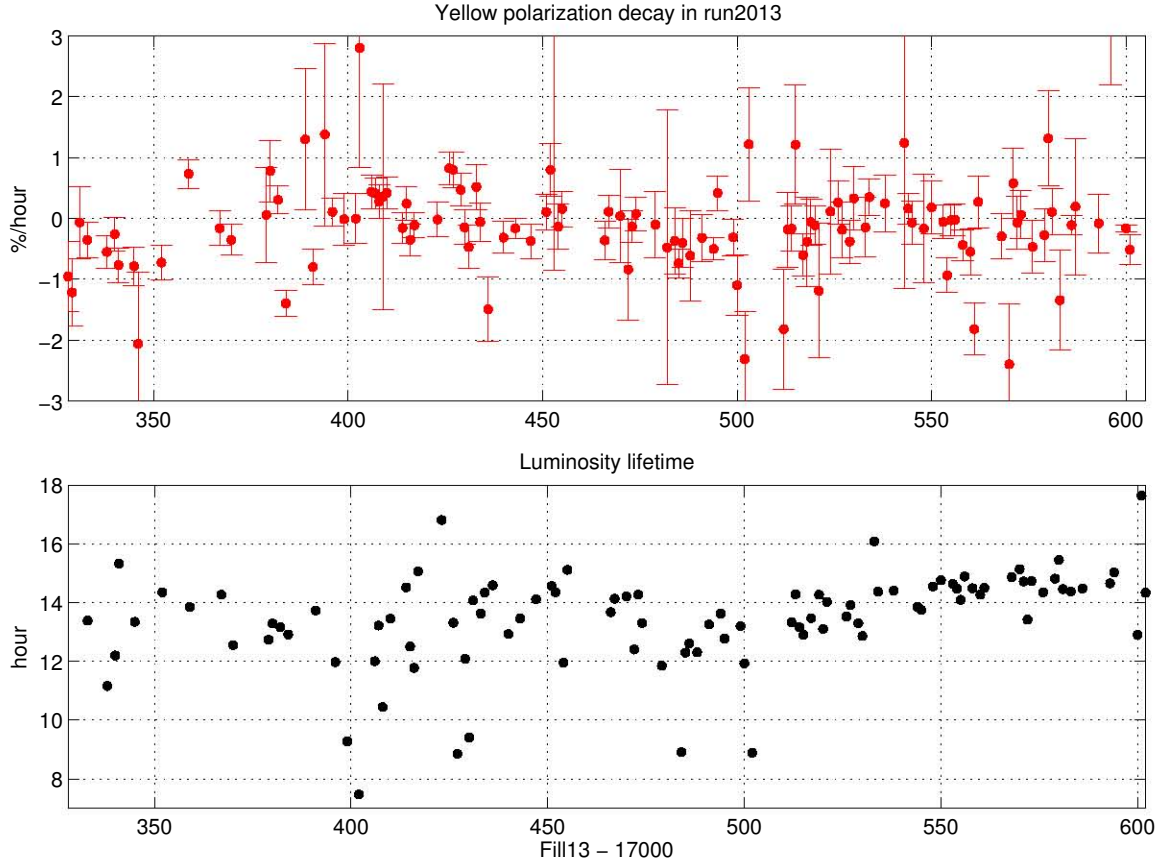 Yellow polarization decay in run2013
3
2
1
0
−1
−2
−3
%/hour
350 400 450 500 550 600
Luminosity lifetime
18
16
14
12
10
8
hour
350 400 450 500 550 600
Fill13 − 17000